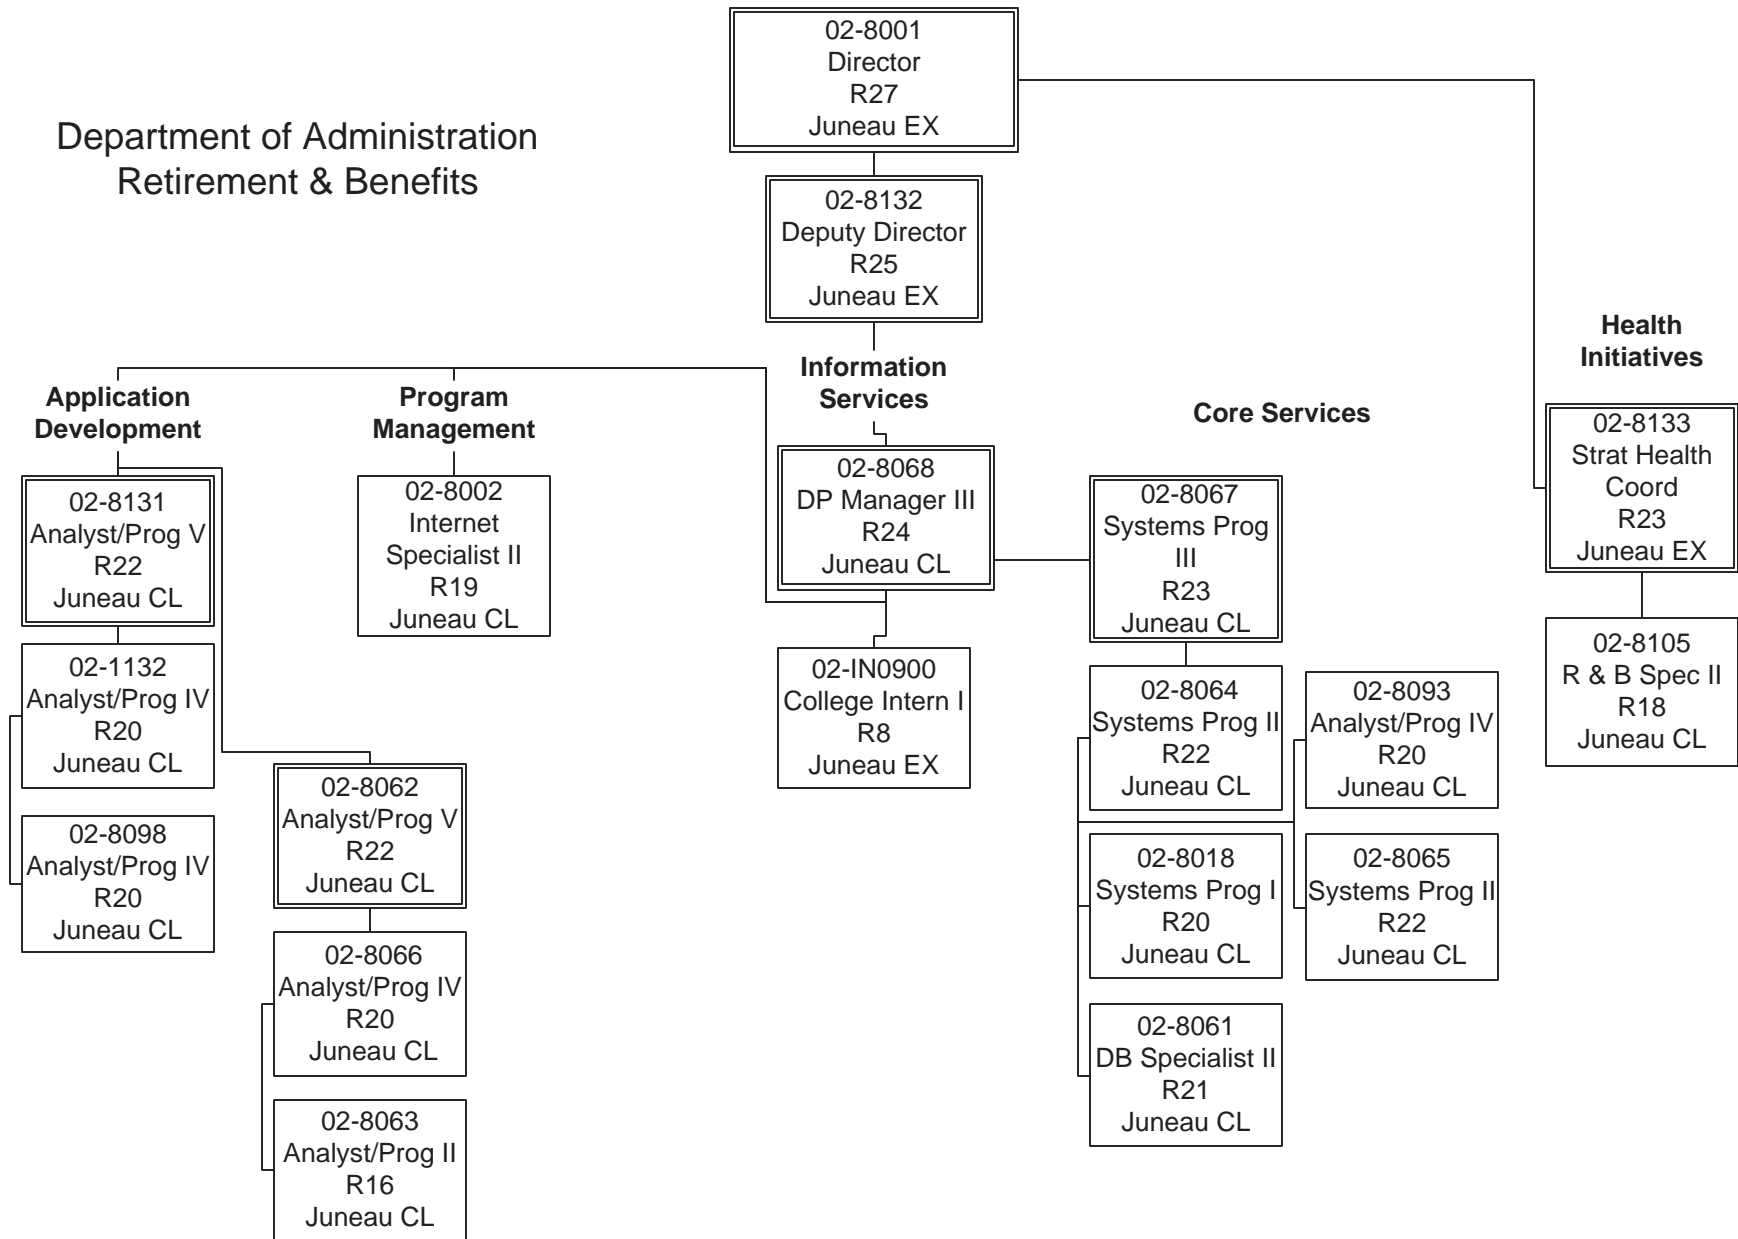 Department of Administration
Retirement & Benefits
02-8001
Director
R27
Juneau EX
02-8132
Deputy Director
R25
Juneau EX
Application
Development
02-8131
Analyst/Prog V
R22
Juneau CL
02-1132
Analyst/Prog IV
R20
Juneau CL
02-8098
Analyst/Prog IV
R20
Juneau CL
02-8062
Analyst/Prog V
R22
Juneau CL
02-8066
Analyst/Prog IV
R20
Juneau CL
02-8063
Analyst/Prog II
R16
Juneau CL
Program
Management
02-8002
Internet
Specialist II
R19
Juneau CL
Information
Services
02-8068
DP Manager III
R24
Juneau CL
02-IN0900
College Intern I
R8
Juneau EX
Core Services
02-8067
Systems Prog
III
R23
Juneau CL
02-8064
Systems Prog II
R22
Juneau CL
02-8018
Systems Prog I
R20
Juneau CL
02-8061
DB Specialist II
R21
Juneau CL
02-8093
Analyst/Prog IV
R20
Juneau CL
02-8065
Systems Prog II
R22
Juneau CL
Health
Initiatives
02-8133
Strat Health
Coord
R23
Juneau EX
02-8105
R & B Spec II
R18
Juneau CL